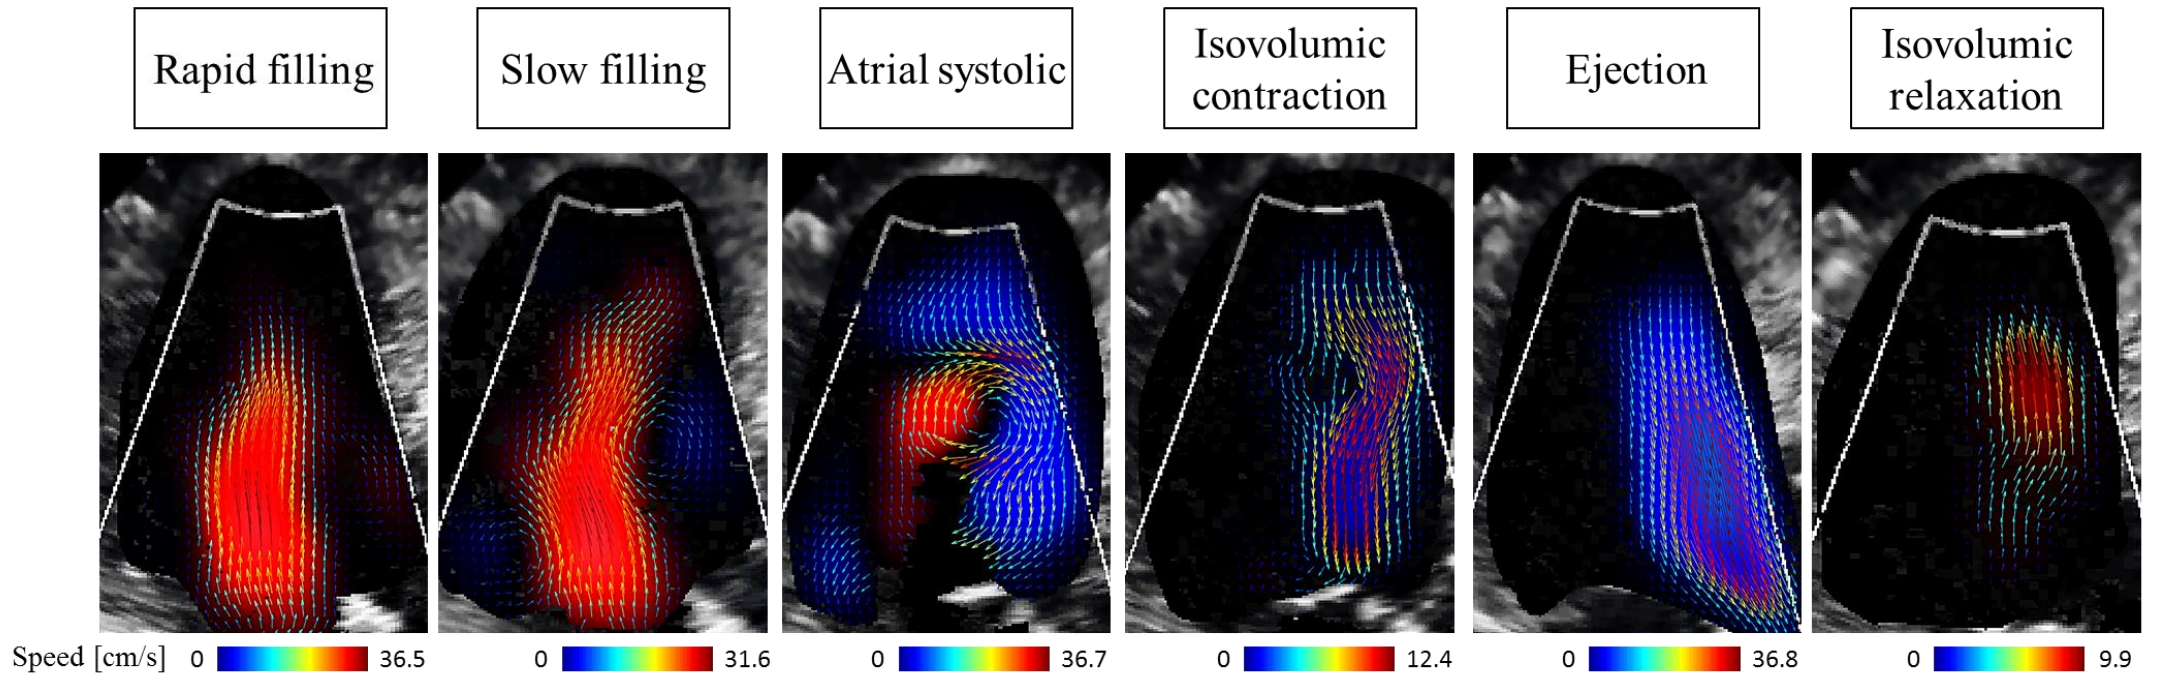 Rapid filling
Slow filling
Atrial systolic
Isovolumic
contraction
Ejection
Isovolumic
relaxation
Speed [cm/s] 0 36.5
0 31.6
0 36.7
0 12.4
0 36.8
0 9.9